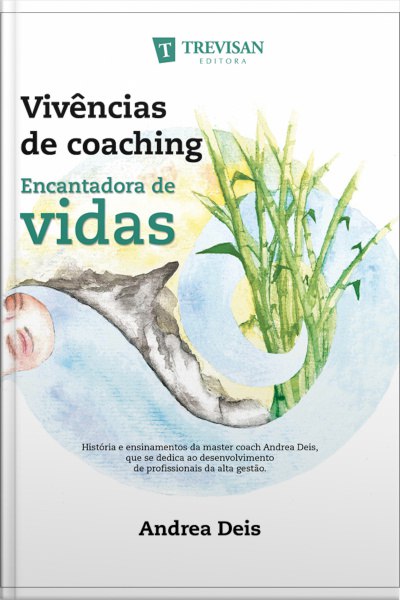 T TREVISAN
EDITORA
Vivências
de coaching
Encantadora de
vidas
História e ensinamentos da master coach Andrea Deis,
que se dedica ao desenvolvimento
de profissionais da alta gestão.
Andrea Deis